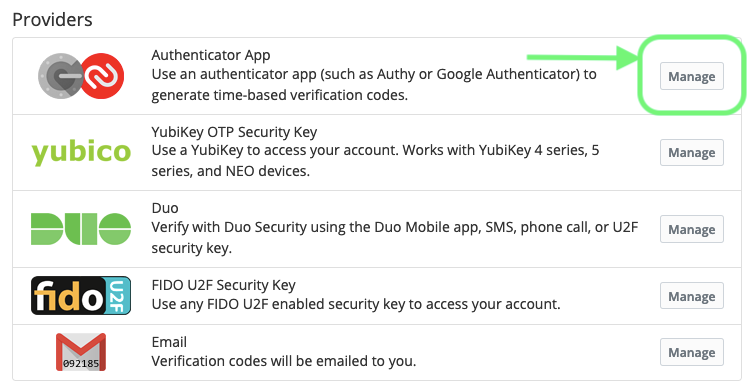 Providers
Authenticator App
Use an authenticator app (such as Authy or Google Authenticator) to
generate time-based verification codes.
Manage
yubico
YubiKey OTP Security Key
Use a YubiKey to access your account. Works with YubiKey 4 series, 5
series, and NEO devices.
Manage
DUO
Duo
Verify with Duo Security using the Duo Mobile app, SMS, phone call, or U2F
security key.
Manage
fido U2F
FIDO U2F Security Key
Use any FIDO U2F enabled security key to access your account.
Manage
092185
Email
Verification codes will be emailed to you.
Manage